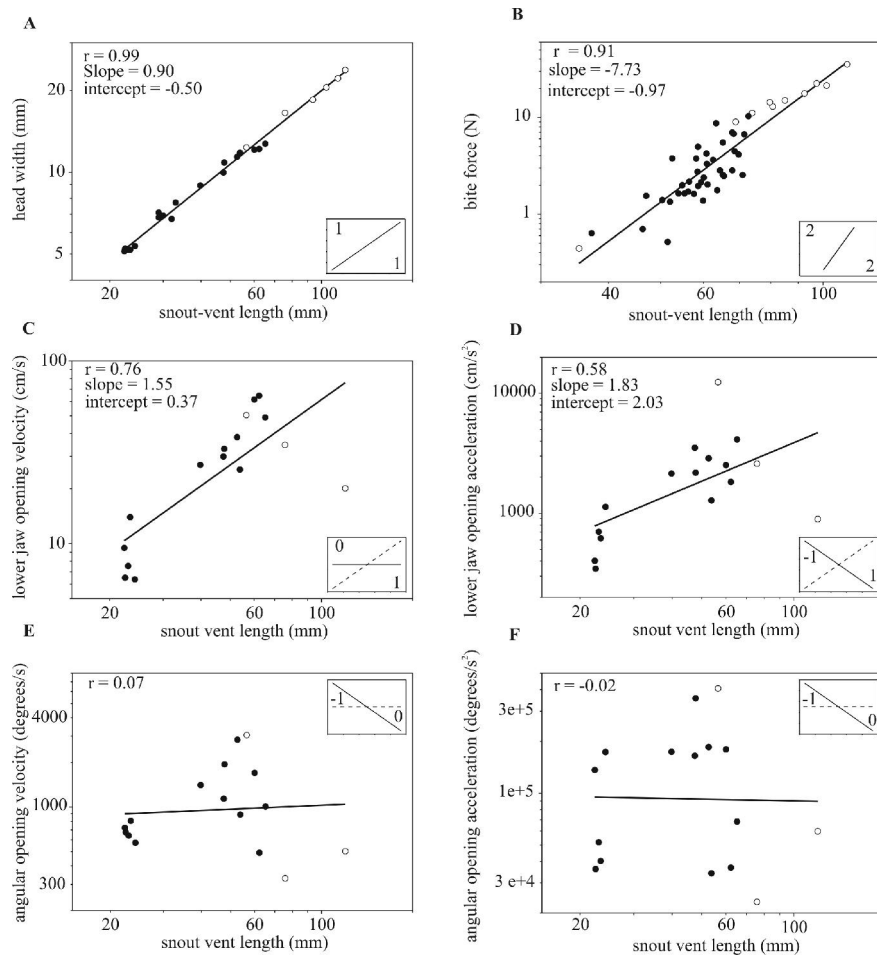 A
r = 0.99
Slope = 0.90
intercept = -0.50
head width (mm)
20
10
5
1
1
20
60
100
snout-vent length (mm)
B
r = 0.91
slope = -7.73
intercept = -0.97
bite force (N)
10
1
2
2
40
60
100
snout-vent length (mm)
C
r = 0.76
slope = 1.55
intercept = 0.37
lower jaw opening velocity (cm/s)
100
10
0
1
20
60
100
snout vent length (mm)
D
r = 0.58
slope = 1.83
intercept = 2.03
lower jaw opening acceleration (cm/s²)
10000
1000
-1
1
20
60
100
snout vent length (mm)
E
r = 0.07
angular opening velocity (degrees/s)
4000
1000
300
-1
0
20
60
100
snout vent length (mm)
F
r = -0.02
angular opening acceleration (degrees/s²)
3e+5
1e+5
3 e+4
-1
0
20
60
100
snout vent length (mm)